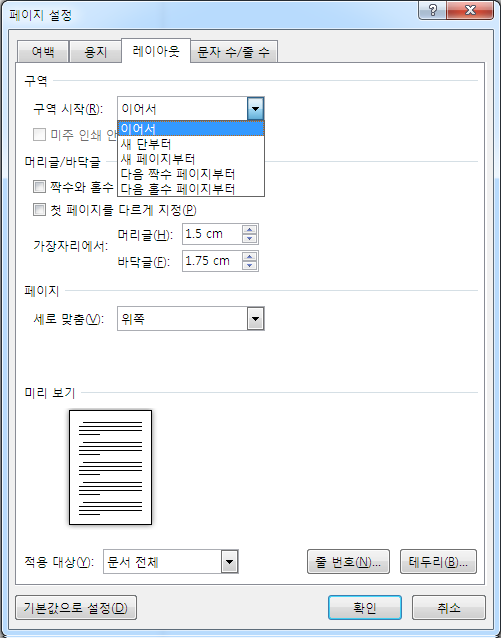 페이지 설정
여백 용지 레이아웃 문자 수/줄 수
구역
구역 시작(R): 이어서
미주 인쇄 안
이어서
새 단부터
새 페이지부터
다음 짝수 페이지부터
다음 홀수 페이지부터
머리글/바닥글
짝수와 홀수
첫 페이지를 다르게 지정(P)
가장자리에서: 머리글(H): 1.5 cm
바닥글(F): 1.75 cm
페이지
세로 맞춤(V): 위쪽
미리 보기
적용 대상(Y): 문서 전체 줄 번호(N)... 테두리(B)...
기본값으로 설정(D) 확인 취소